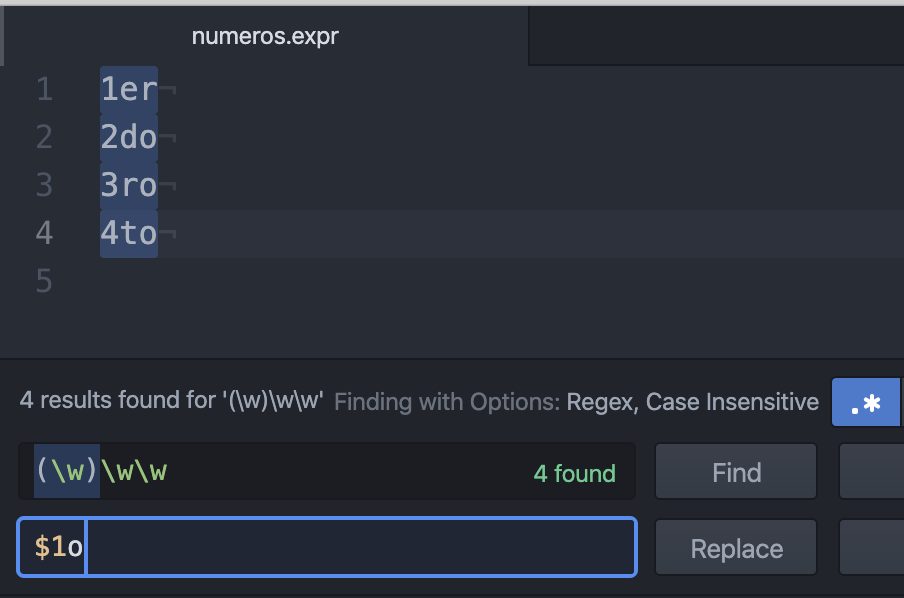 numeros.expr
1 1er¬
2 2do¬
3 3ro¬
4 4to¬
5
4 results found for '(\w)\w\w' Finding with Options: Regex, Case Insensitive .*
(\w)\w\w 4 found Find
$1o Replace